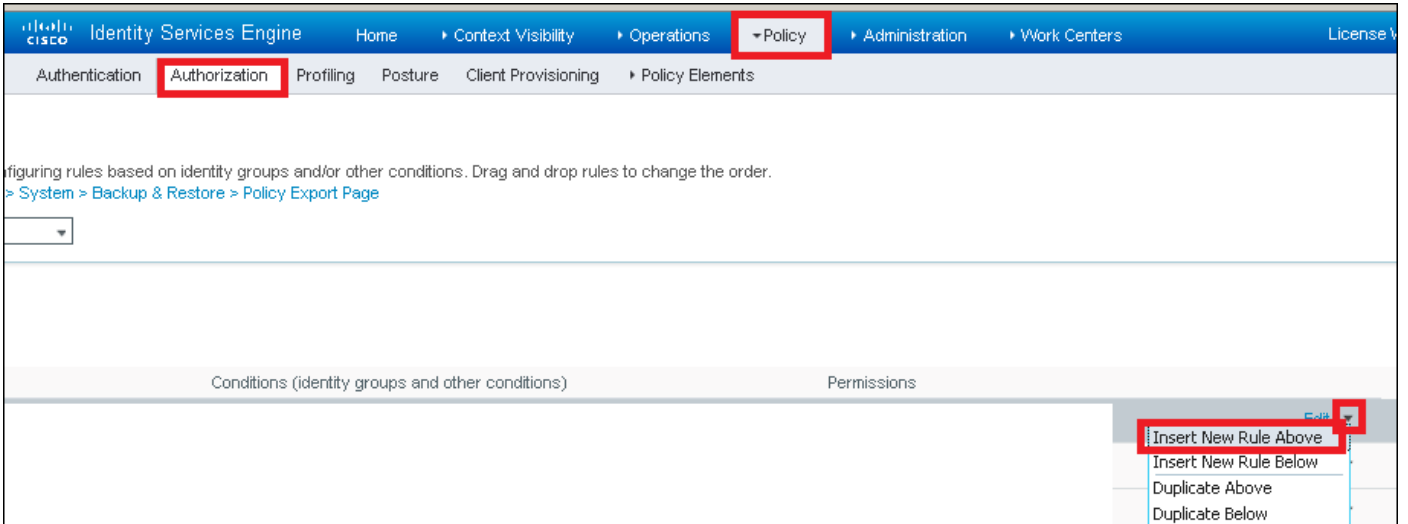 CISCO Identity Services Engine Home Context Visibility Operations Policy Administration Work Centers License
Authentication Authorization Profiling Posture Client Provisioning Policy Elements
figuring rules based on identity groups and/or other conditions. Drag and drop rules to change the order.
> System > Backup & Restore > Policy Export Page
Conditions (identity groups and other conditions) Permissions
Edit
Insert New Rule Above
Insert New Rule Below
Duplicate Above
Duplicate Below